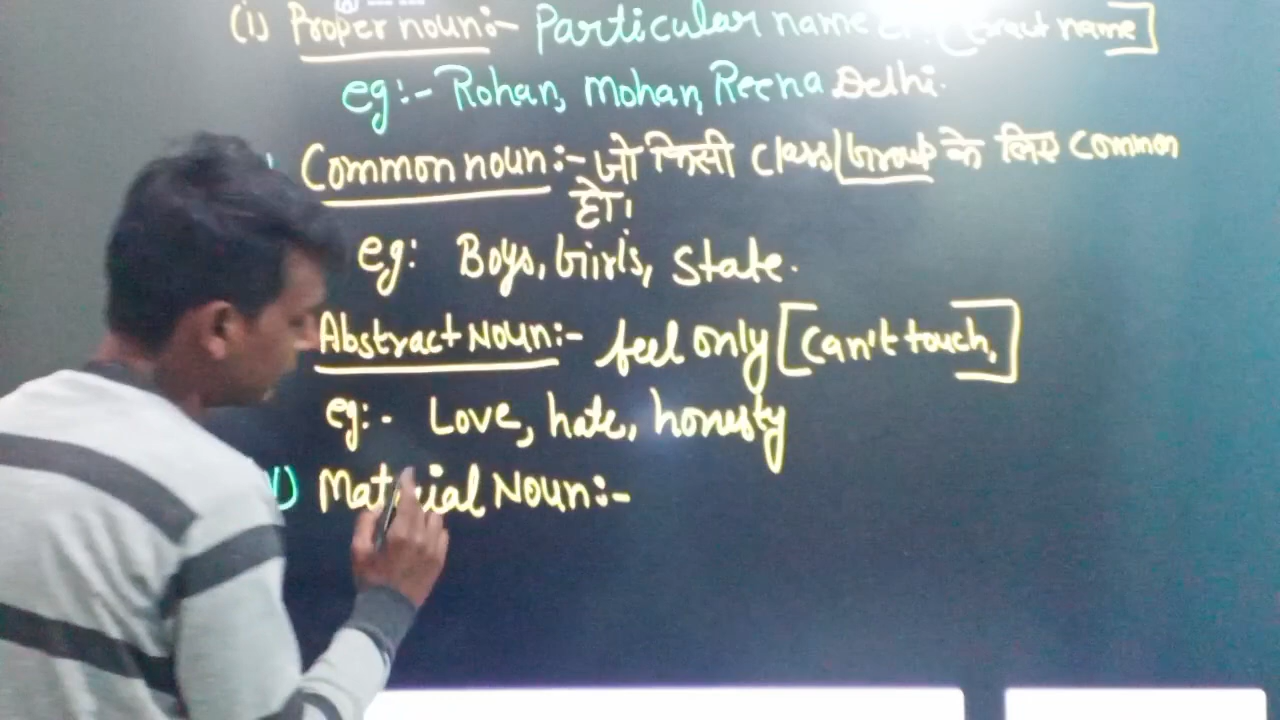 (i) Proper noun:- Particular name [exact name]
eg:- Rohan, Mohan, Reena Delhi.
Common noun:- जो किसी class/Group के लिए common
हो।
eg: Boys, Girls, State.
Abstract Noun:- feel only [can't touch,]
eg:- Love, hate, honesty
Material Noun:-